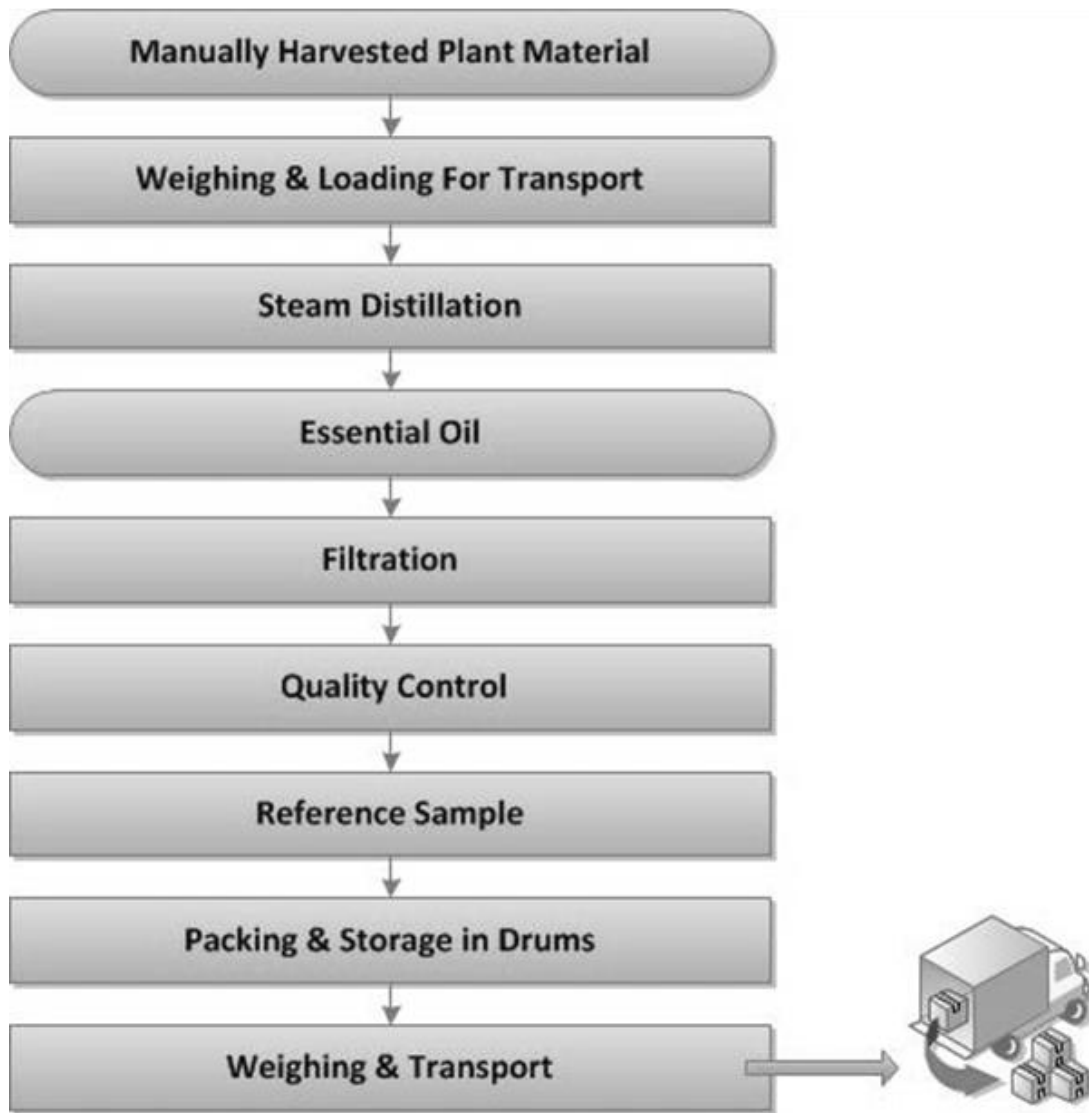 Manually Harvested Plant Material
Weighing & Loading For Transport
Steam Distillation
Essential Oil
Filtration
Quality Control
Reference Sample
Packing & Storage in Drums
Weighing & Transport